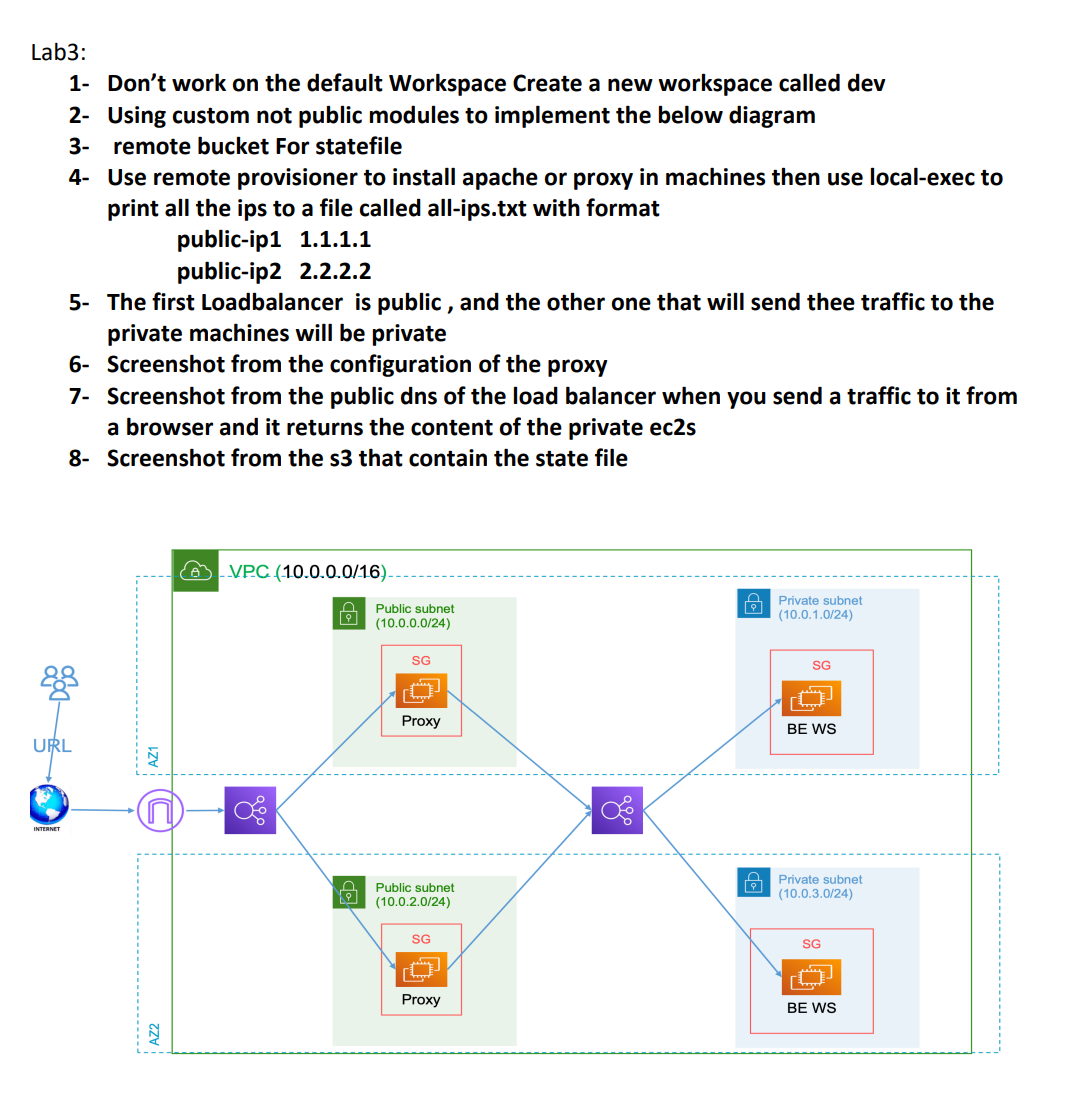 Lab3:
1- Don’t work on the default Workspace Create a new workspace called dev
2- Using custom not public modules to implement the below diagram
3- remote bucket For statefile
4- Use remote provisioner to install apache or proxy in machines then use local-exec to
print all the ips to a file called all-ips.txt with format
public-ip1 1.1.1.1
public-ip2 2.2.2.2
5- The first Loadbalancer is public , and the other one that will send thee traffic to the
private machines will be private
6- Screenshot from the configuration of the proxy
7- Screenshot from the public dns of the load balancer when you send a traffic to it from
a browser and it returns the content of the private ec2s
8- Screenshot from the s3 that contain the state file
VPC (10.0.0.0/16)
Public subnet
(10.0.0.0/24)
SG
Proxy
Private subnet
(10.0.1.0/24)
SG
BE WS
URL
AZ1
INTERNET
Public subnet
(10.0.2.0/24)
SG
Proxy
Private subnet
(10.0.3.0/24)
SG
BE WS
AZ2